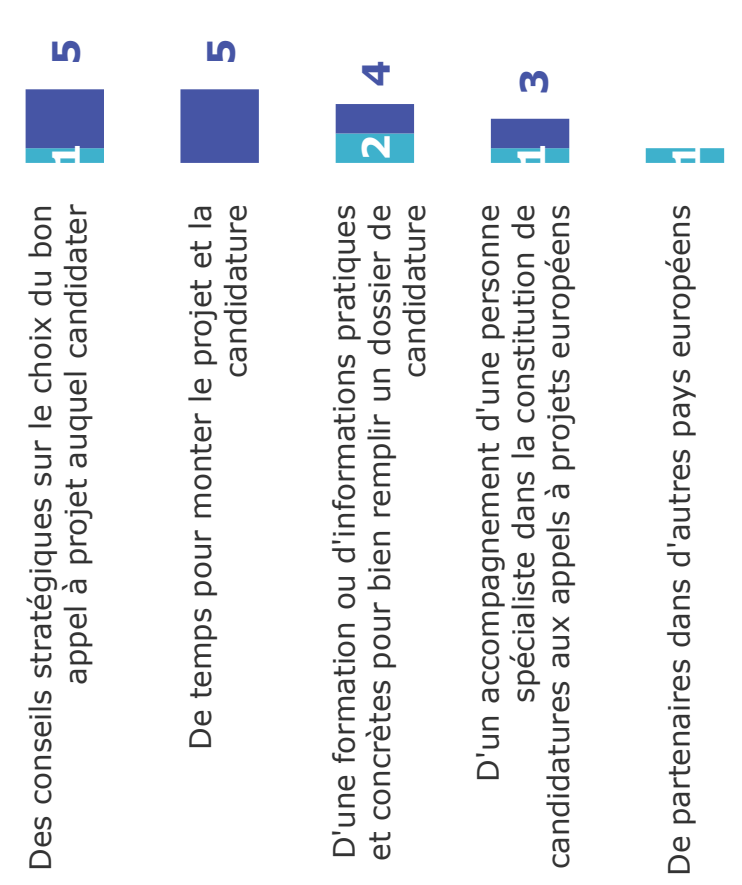 Des conseils stratégiques sur le choix du bon
appel à projet auquel candidater
1
5
De temps pour monter le projet et la
candidature
5
D'une formation ou d'informations pratiques
et concrètes pour bien remplir un dossier de
candidature
2
4
D'un accompagnement d'une personne
spécialiste dans la constitution de
candidatures aux appels à projets européens
1
3
De partenaires dans d'autres pays européens
1